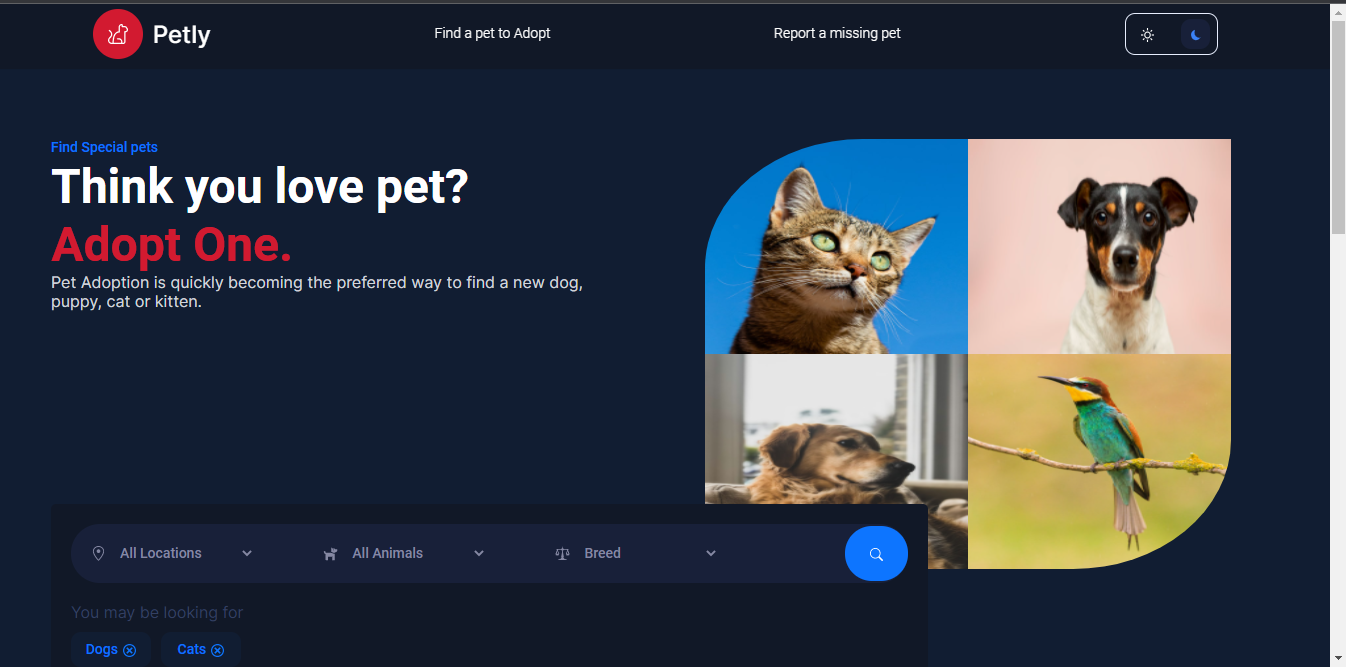 Petly
Find a pet to Adopt
Report a missing pet
Find Special pets
Think you love pet?
Adopt One.
Pet Adoption is quickly becoming the preferred way to find a new dog,
puppy, cat or kitten.
All Locations
All Animals
Breed
You may be looking for
Dogs
Cats